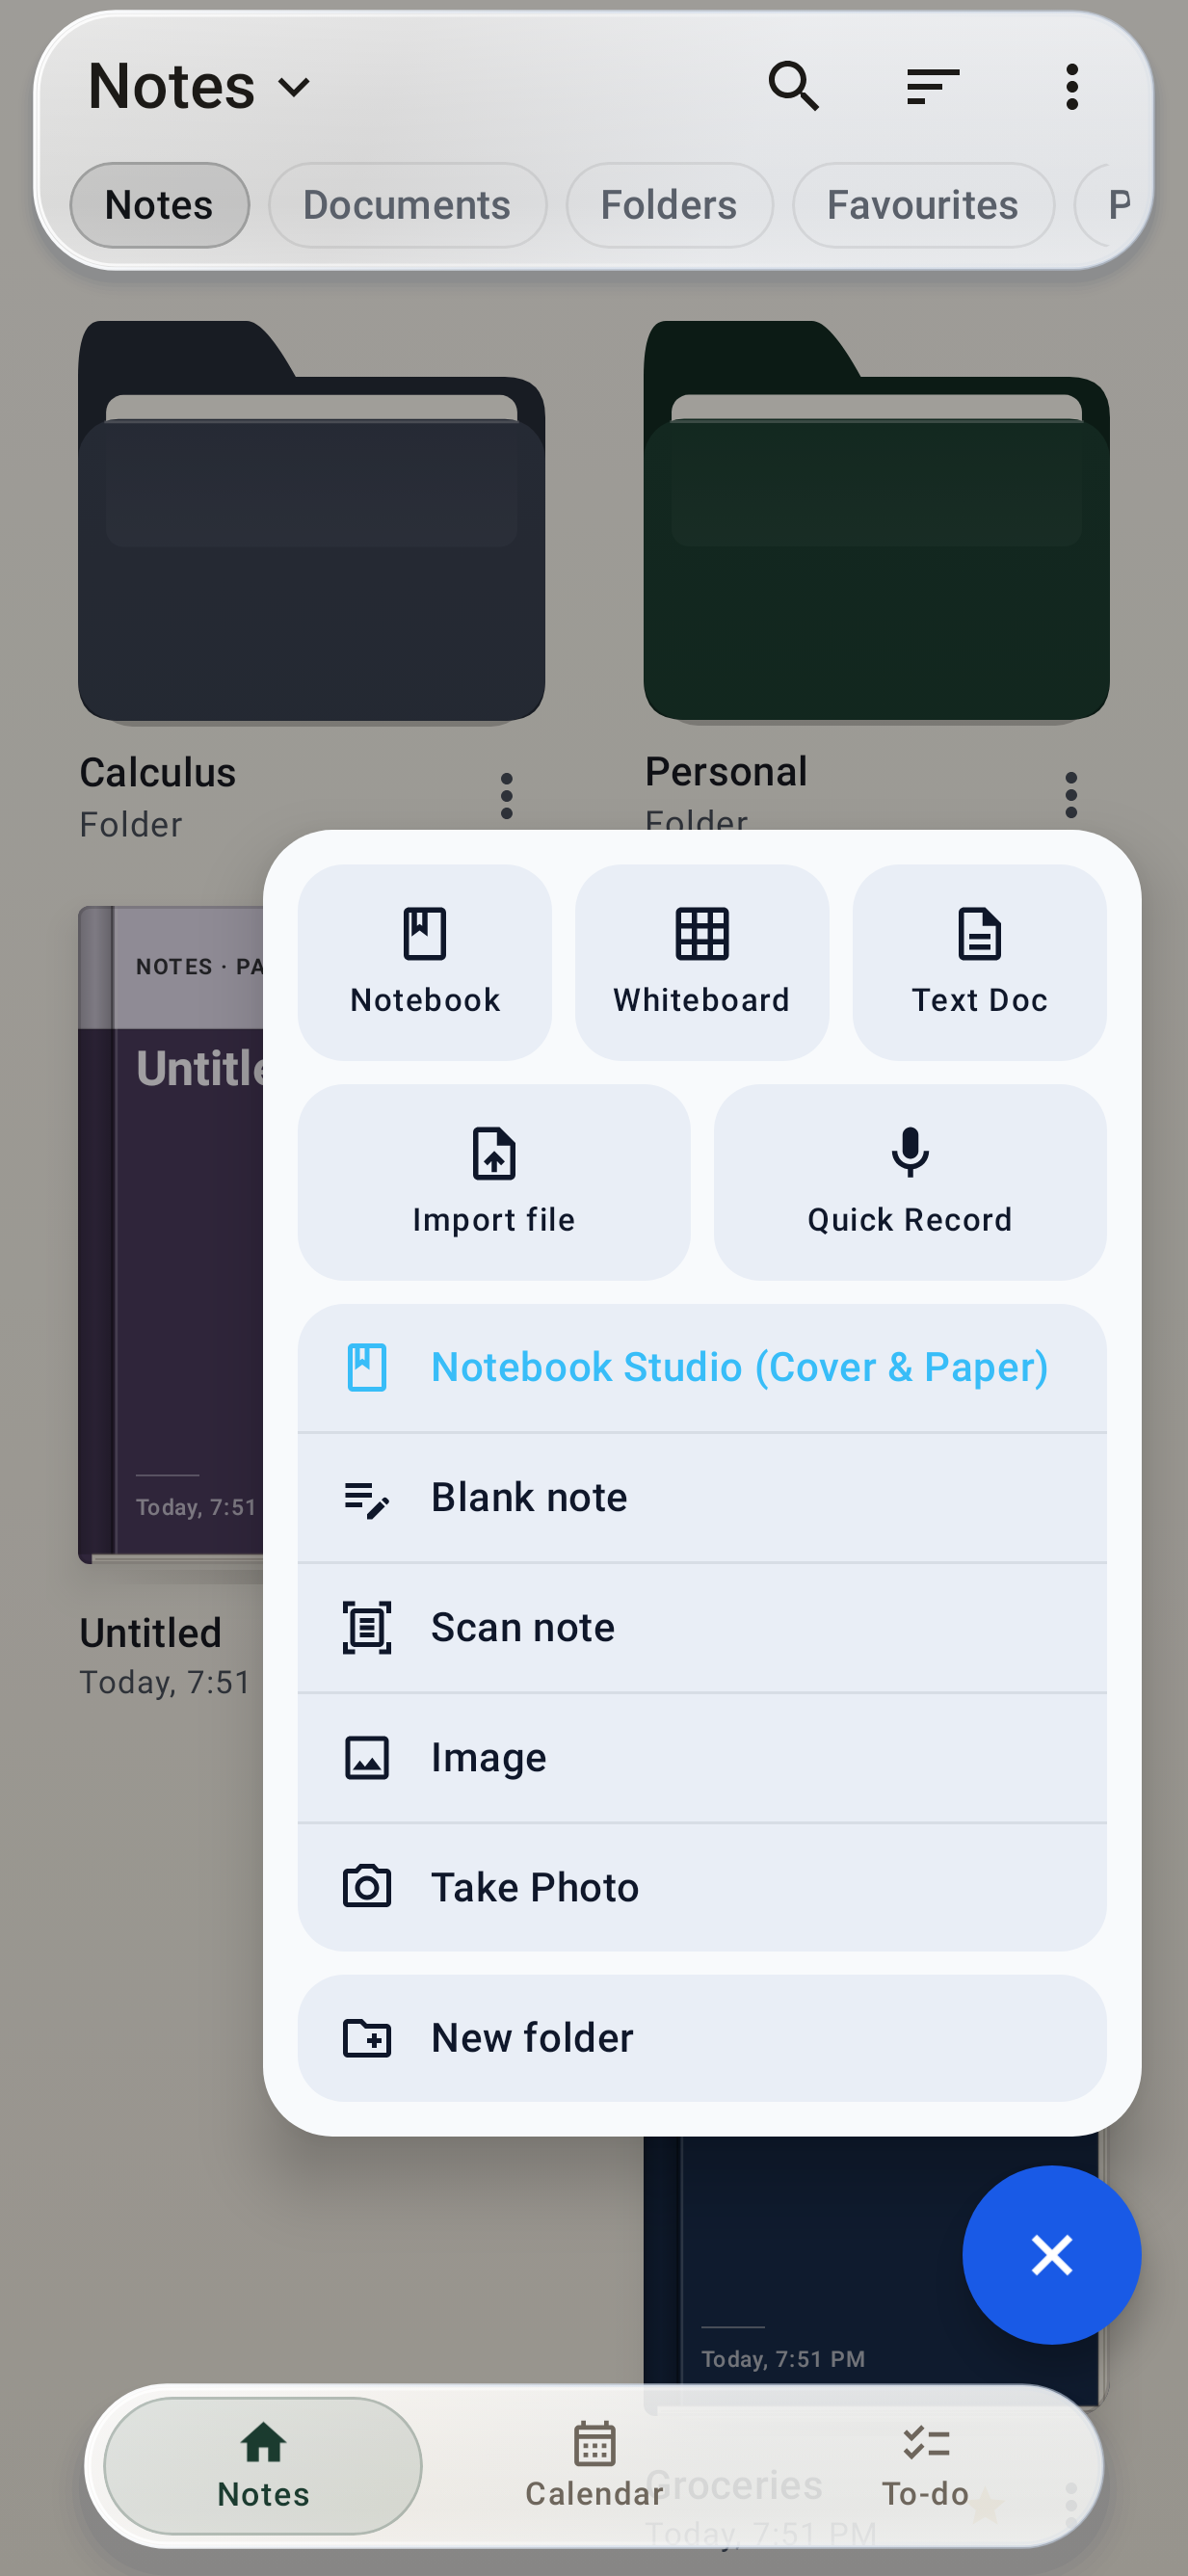 Notes
Notes Documents Folders Favourites P
Calculus
Folder
Personal
Folder
NOTES · PA
Untitle
Today, 7:51
Untitled
Today, 7:51
Notebook
Whiteboard
Text Doc
Import file
Quick Record
Notebook Studio (Cover & Paper)
Blank note
Scan note
Image
Take Photo
New folder
Today, 7:51 PM
Groceries
Today, 7:51 PM
Notes
Calendar
To-do